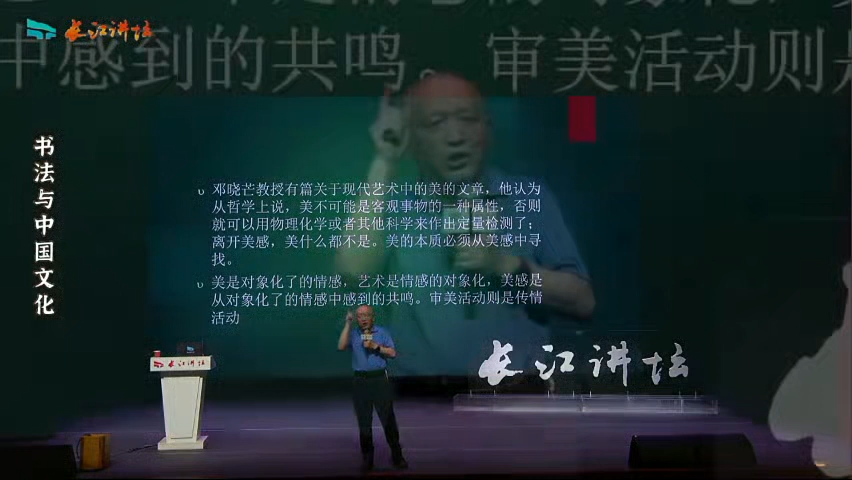 长江讲坛
中感到的共鸣。审美活动则是
书法与中国文化
υ 邓晓芒教授有篇关于现代艺术中的美的文章，他认为
从哲学上说，美不可能是客观事物的一种属性，否则
就可以用物理化学或者其他科学来作出定量检测了；
离开美感，美什么都不是。美的本质必须从美感中寻
找。
υ 美是对象化了的情感，艺术是情感的对象化，美感是
从对象化了的情感中感到的共鸣。审美活动则是传情
活动
长江讲坛
长江讲坛